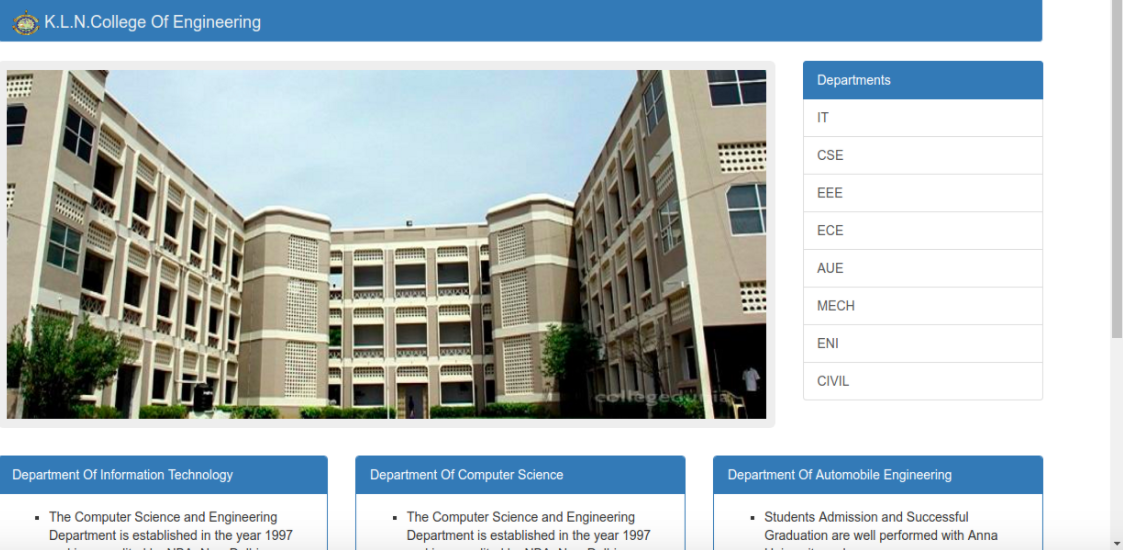 K.L.N.College Of Engineering
collegedunia
Departments
IT
CSE
EEE
ECE
AUE
MECH
ENI
CIVIL
Department Of Information Technology
The Computer Science and Engineering
Department is established in the year 1997
Department Of Computer Science
The Computer Science and Engineering
Department is established in the year 1997
Department Of Automobile Engineering
Students Admission and Successful
Graduation are well performed with Anna